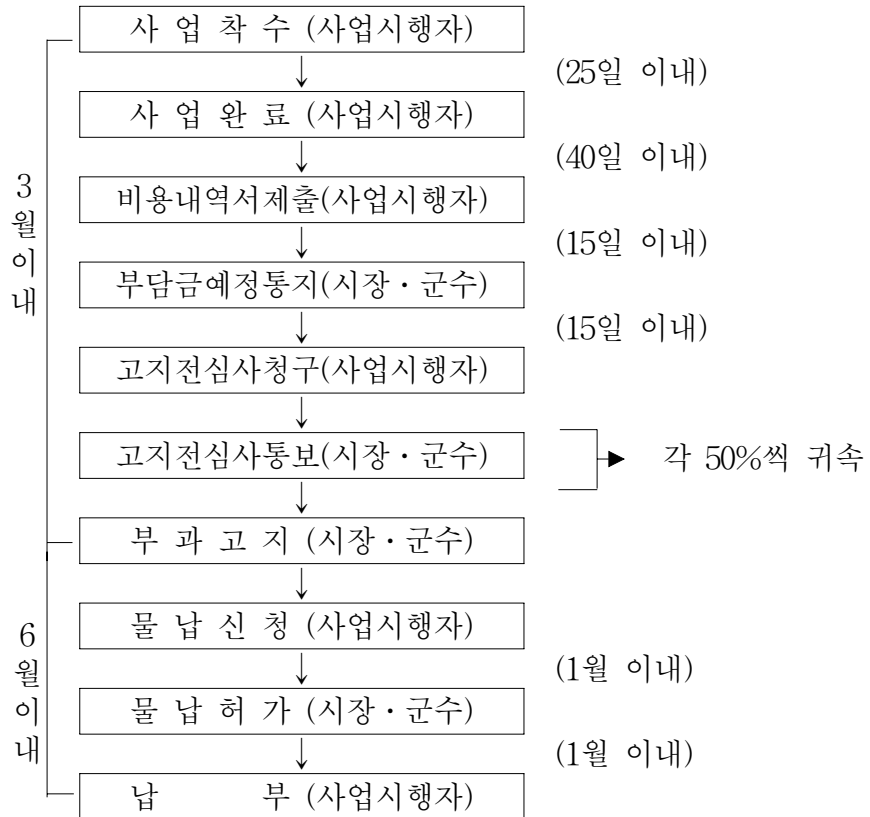 사 업 착 수 (사업시행자)
(25일 이내)
사 업 완 료 (사업시행자)
(40일 이내)
비용내역서제출(사업시행자)
(15일 이내)
부담금예정통지(시장·군수)
(15일 이내)
고지전심사청구(사업시행자)
고지전심사통보(시장·군수)
각 50%씩 귀속
부 과 고 지 (시장·군수)
물 납 신 청 (사업시행자)
(1월 이내)
물 납 허 가 (시장·군수)
(1월 이내)
납 부 (사업시행자)
3월이내
6월이내